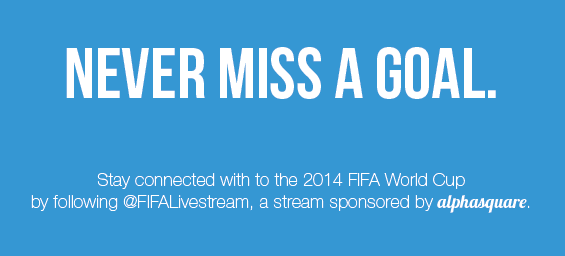 NEVER MISS A GOAL.
Stay connected with to the 2014 FIFA World Cup
by following @FIFALivestream, a stream sponsored by alphasquare.